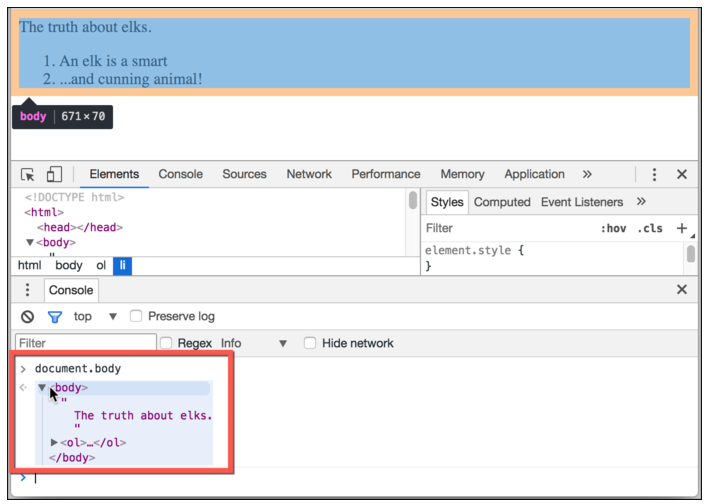 The truth about elks.
1. An elk is a smart
2. ...and cunning animal!
body | 671 × 70
Elements Console Sources Network Performance Memory Application »
<!DOCTYPE html>
<html>
<head></head>
▼<body>
"
html body ol li
Styles Computed Event Listeners »
Filter :hov .cls +
element.style {
}
Console
top ▼ Preserve log
Filter Regex Info ▼ Hide network
> document.body
▼<body>
"
The truth about elks.
"
▶<ol>…</ol>
</body>
>